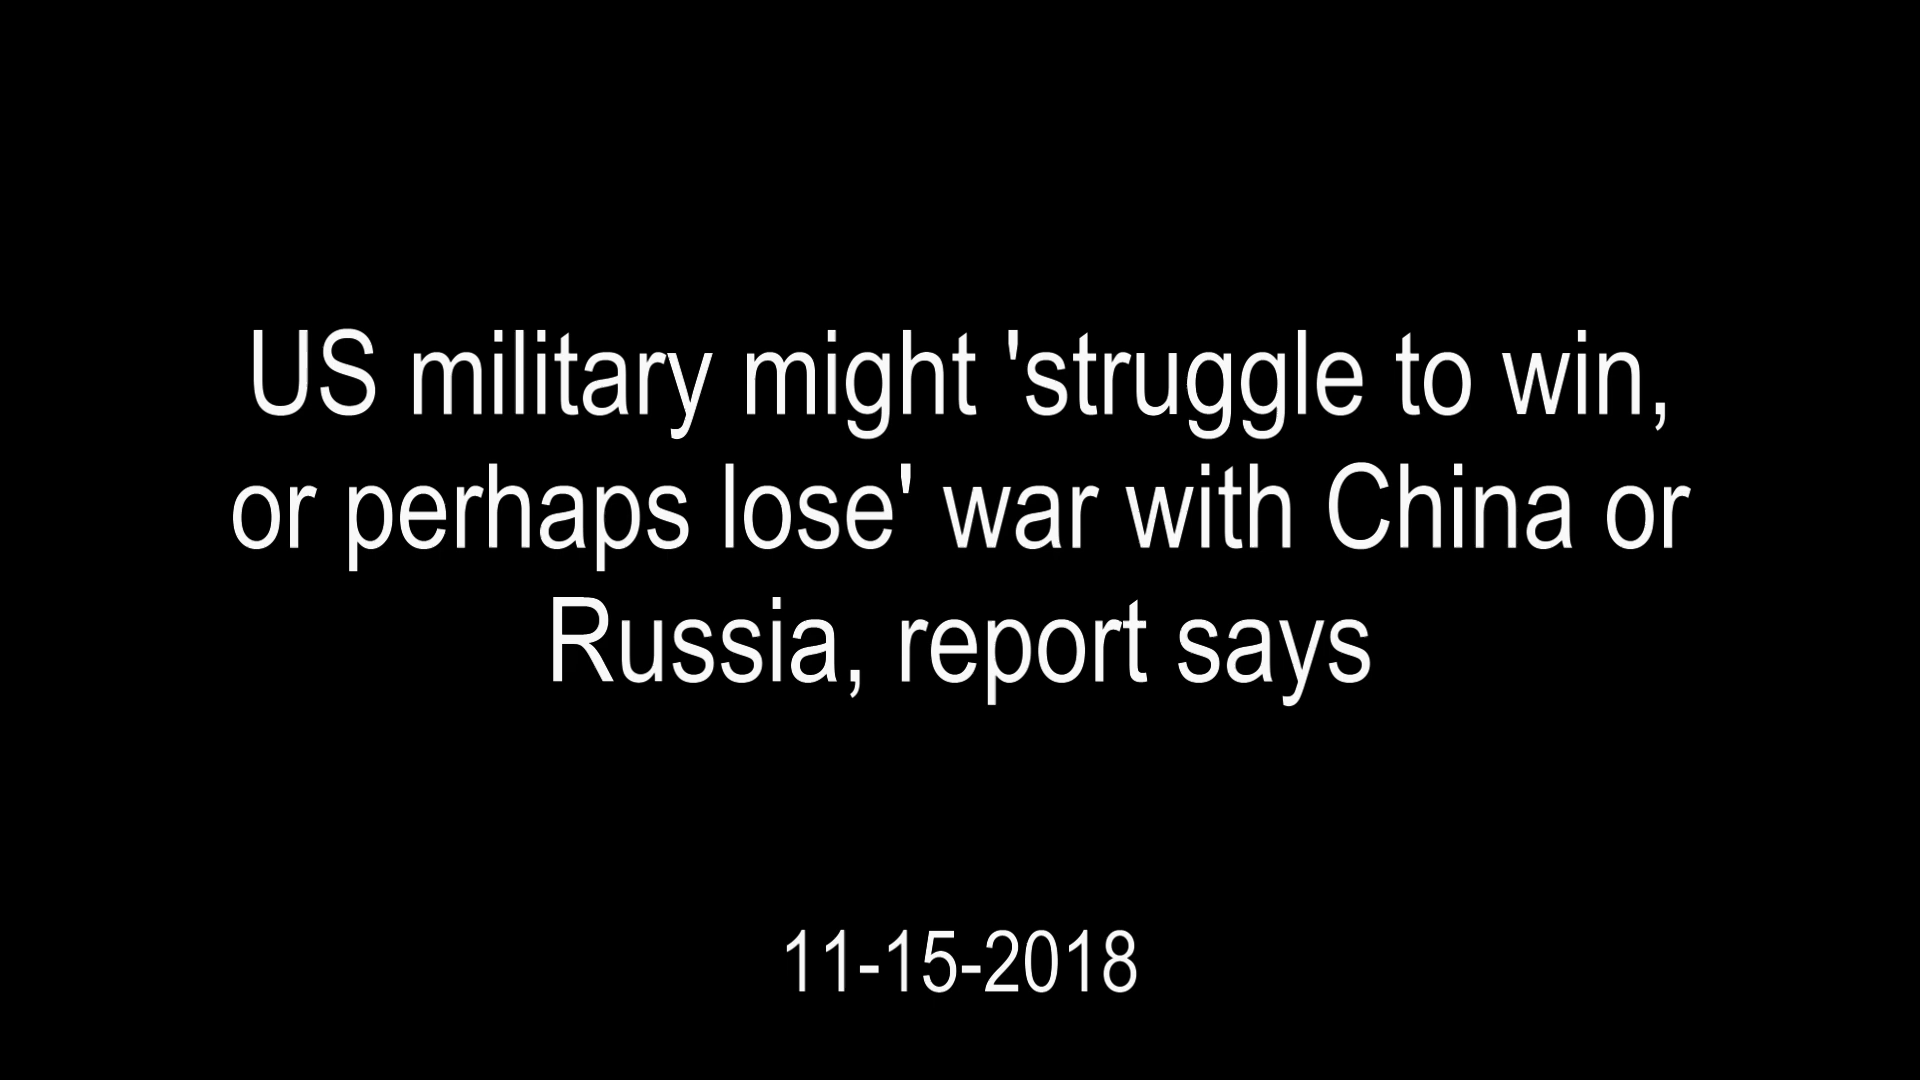 US military might 'struggle to win,
or perhaps lose' war with China or
Russia, report says
11-15-2018